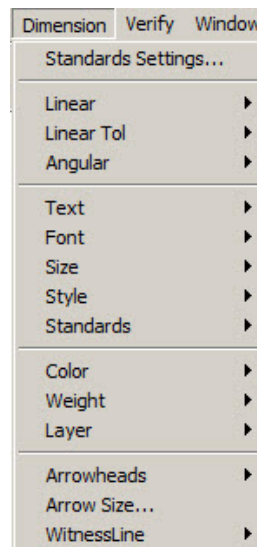 Dimension Verify Window
Standards Settings...
Linear
Linear Tol
Angular
Text
Font
Size
Style
Standards
Color
Weight
Layer
Arrowheads
Arrow Size...
WitnessLine